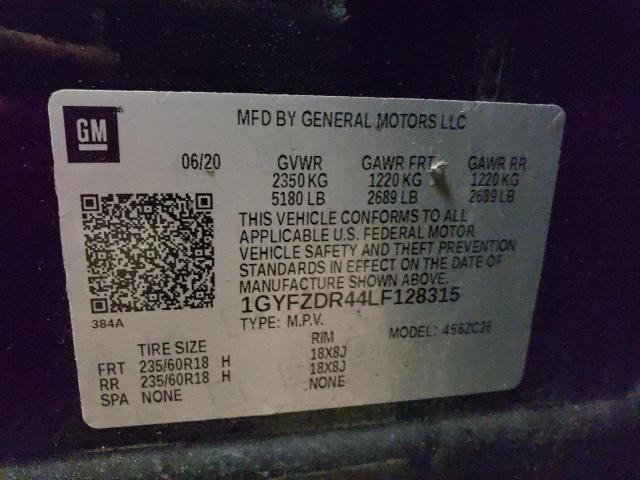 GM
MFD BY GENERAL MOTORS LLC
06/20 GVWR GAWR FRT GAWR RR
2350 KG 1220 KG 1220 KG
5180 LB 2689 LB 2689 LB
THIS VEHICLE CONFORMS TO ALL
APPLICABLE U.S. FEDERAL MOTOR
VEHICLE SAFETY AND THEFT PREVENTION
STANDARDS IN EFFECT ON THE DATE OF
MANUFACTURE SHOWN ABOVE.
1GYFZDR44LF128315
384A
TYPE: M.P.V. MODEL: 456ZC26
TIRE SIZE RIM
FRT 235/60R18 H 18X8J
RR 235/60R18 H 18X8J
SPA NONE NONE